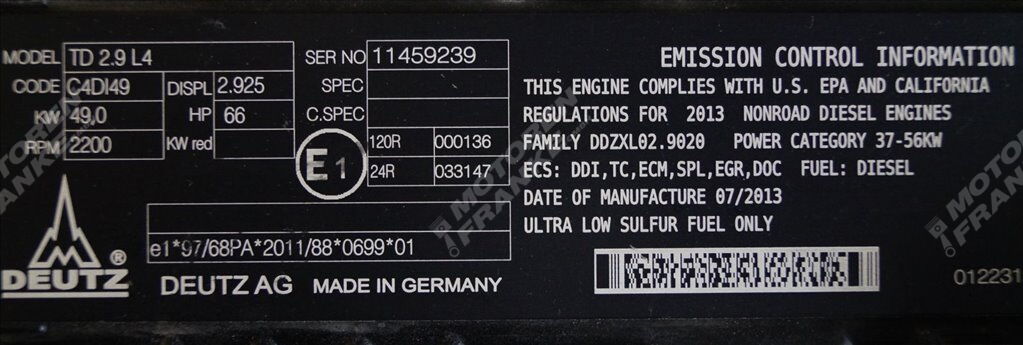 MODEL TD 2.9 L4
CODE C4DI49 DISPL 2.925
KW 49,0 HP 66
RPM 2200 KW red
SER NO 11459239
SPEC
C.SPEC
E1
120R 000136
24R 033147
e1*97/68PA*2011/88*0699*01
DEUTZ ®
DEUTZ AG MADE IN GERMANY
EMISSION CONTROL INFORMATION
THIS ENGINE COMPLIES WITH U.S. EPA AND CALIFORNIA
REGULATIONS FOR 2013 NONROAD DIESEL ENGINES
FAMILY DDZXL02.9020 POWER CATEGORY 37-56KW
ECS: DDI,TC,ECM,SPL,EGR,DOC FUEL: DIESEL
DATE OF MANUFACTURE 07/2013
ULTRA LOW SULFUR FUEL ONLY
012231
MOTOREN
FRANKEN